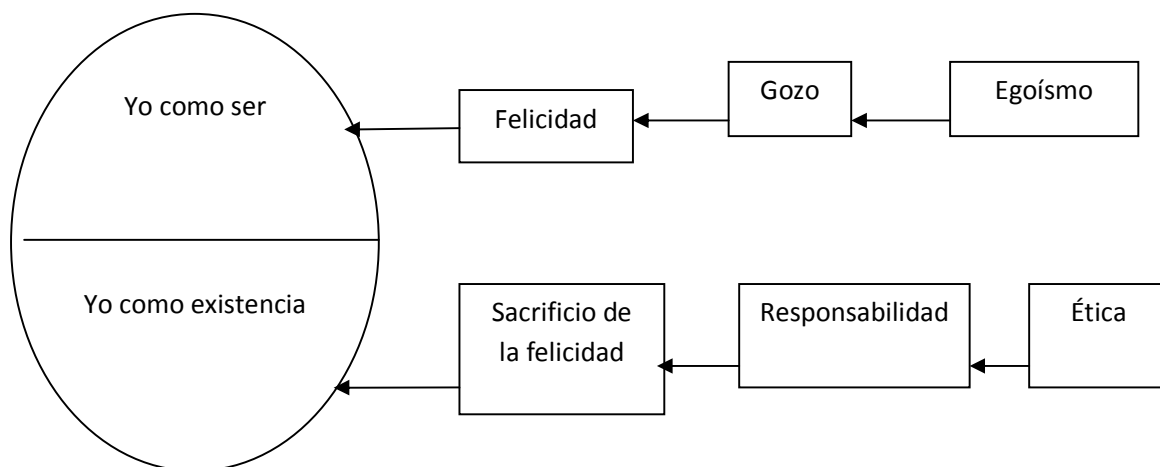 Yo como ser
Felicidad
Gozo
Egoísmo
Yo como existencia
Sacrificio de
la felicidad
Responsabilidad
Ética